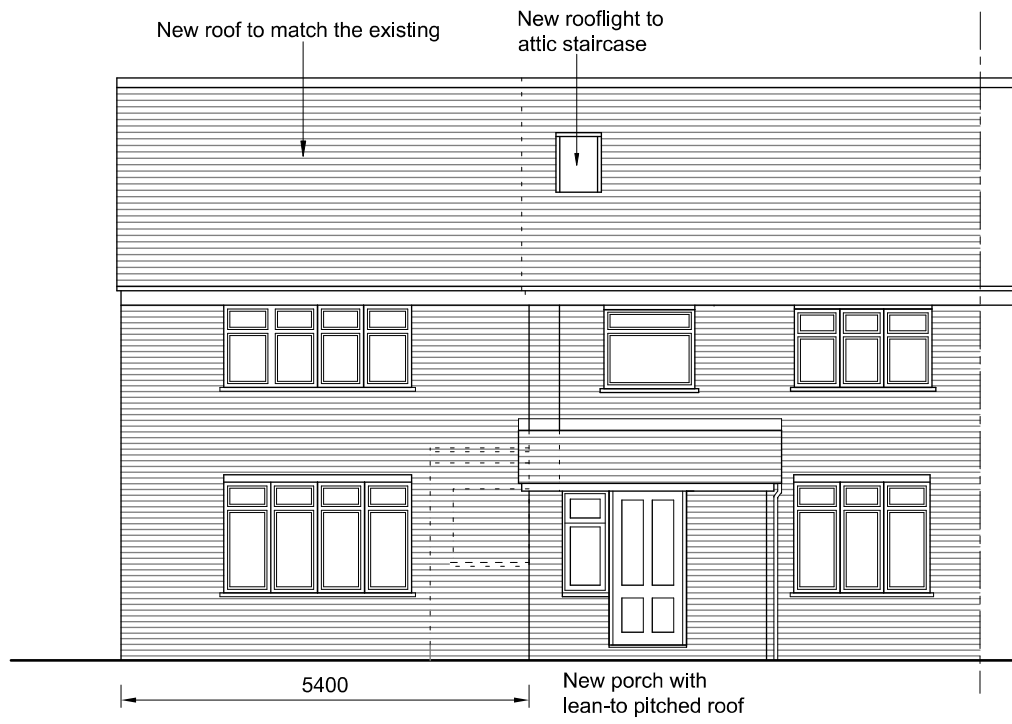 New roof to match the existing
New rooflight to
attic staircase
5400
New porch with
lean-to pitched roof